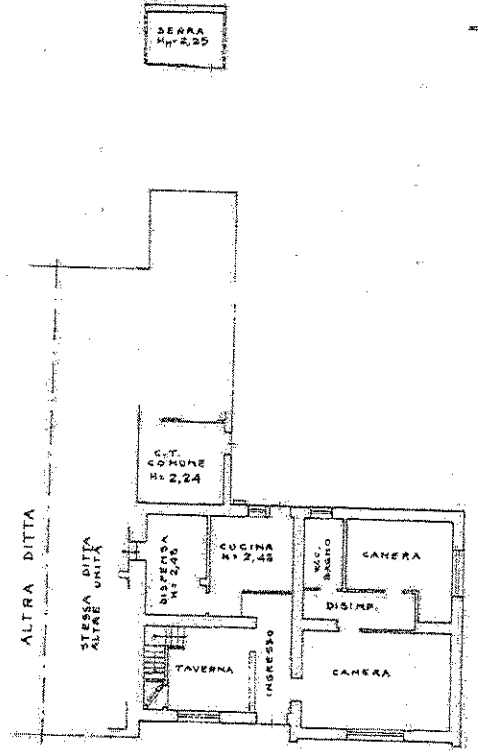 SERRA
HM= 2,25
C.T.
COMUNE
H= 2,24
ALTRA DITTA
STESSA DITTA
ALTRE UNITÀ
DISPENSA
H= 2,48
CUCINA
H= 2,48
W.C.
BAGNO
CAMERA
DISIMP.
INGRESSO
TAVERNA
CAMERA